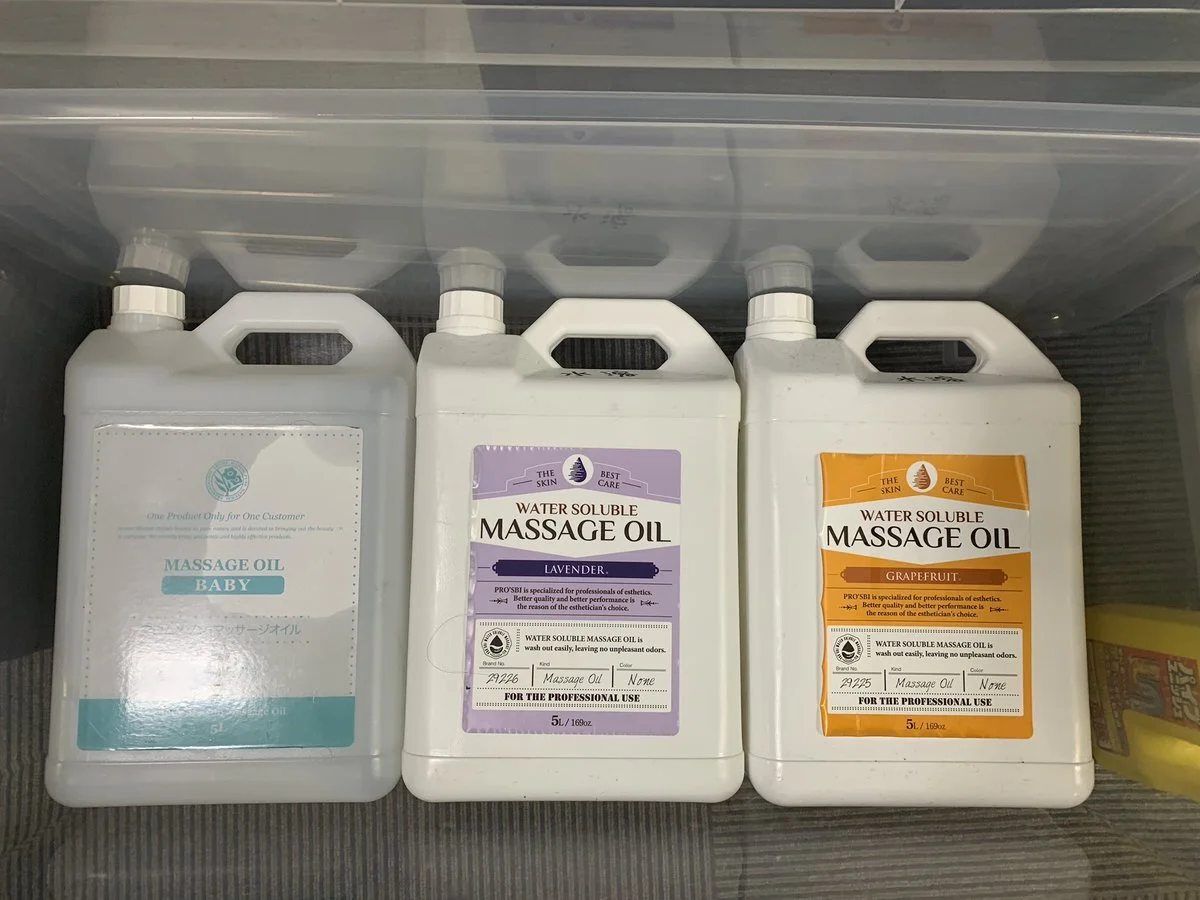 One Product Only for One Customer
MASSAGE OIL
BABY
マッサージオイル
THE SKIN
BEST CARE
WATER SOLUBLE
MASSAGE OIL
LAVENDER
PRO'SBI is specialized for professionals of esthetics.
Better quality and better performance is
the reason of the esthetician's choice.
WATER SOLUBLE MASSAGE OIL is
wash out easily, leaving no unpleasant odors.
Brand No. Kind Color
29226 Massage Oil None
FOR THE PROFESSIONAL USE
5L / 169oz
水溶
THE SKIN
BEST CARE
WATER SOLUBLE
MASSAGE OIL
GRAPEFRUIT
PRO'SBI is specialized for professionals of esthetics.
Better quality and better performance is
the reason of the esthetician's choice.
WATER SOLUBLE MASSAGE OIL is
wash out easily, leaving no unpleasant odors.
Brand No. Kind Color
29225 Massage Oil None
FOR THE PROFESSIONAL USE
5L / 169oz